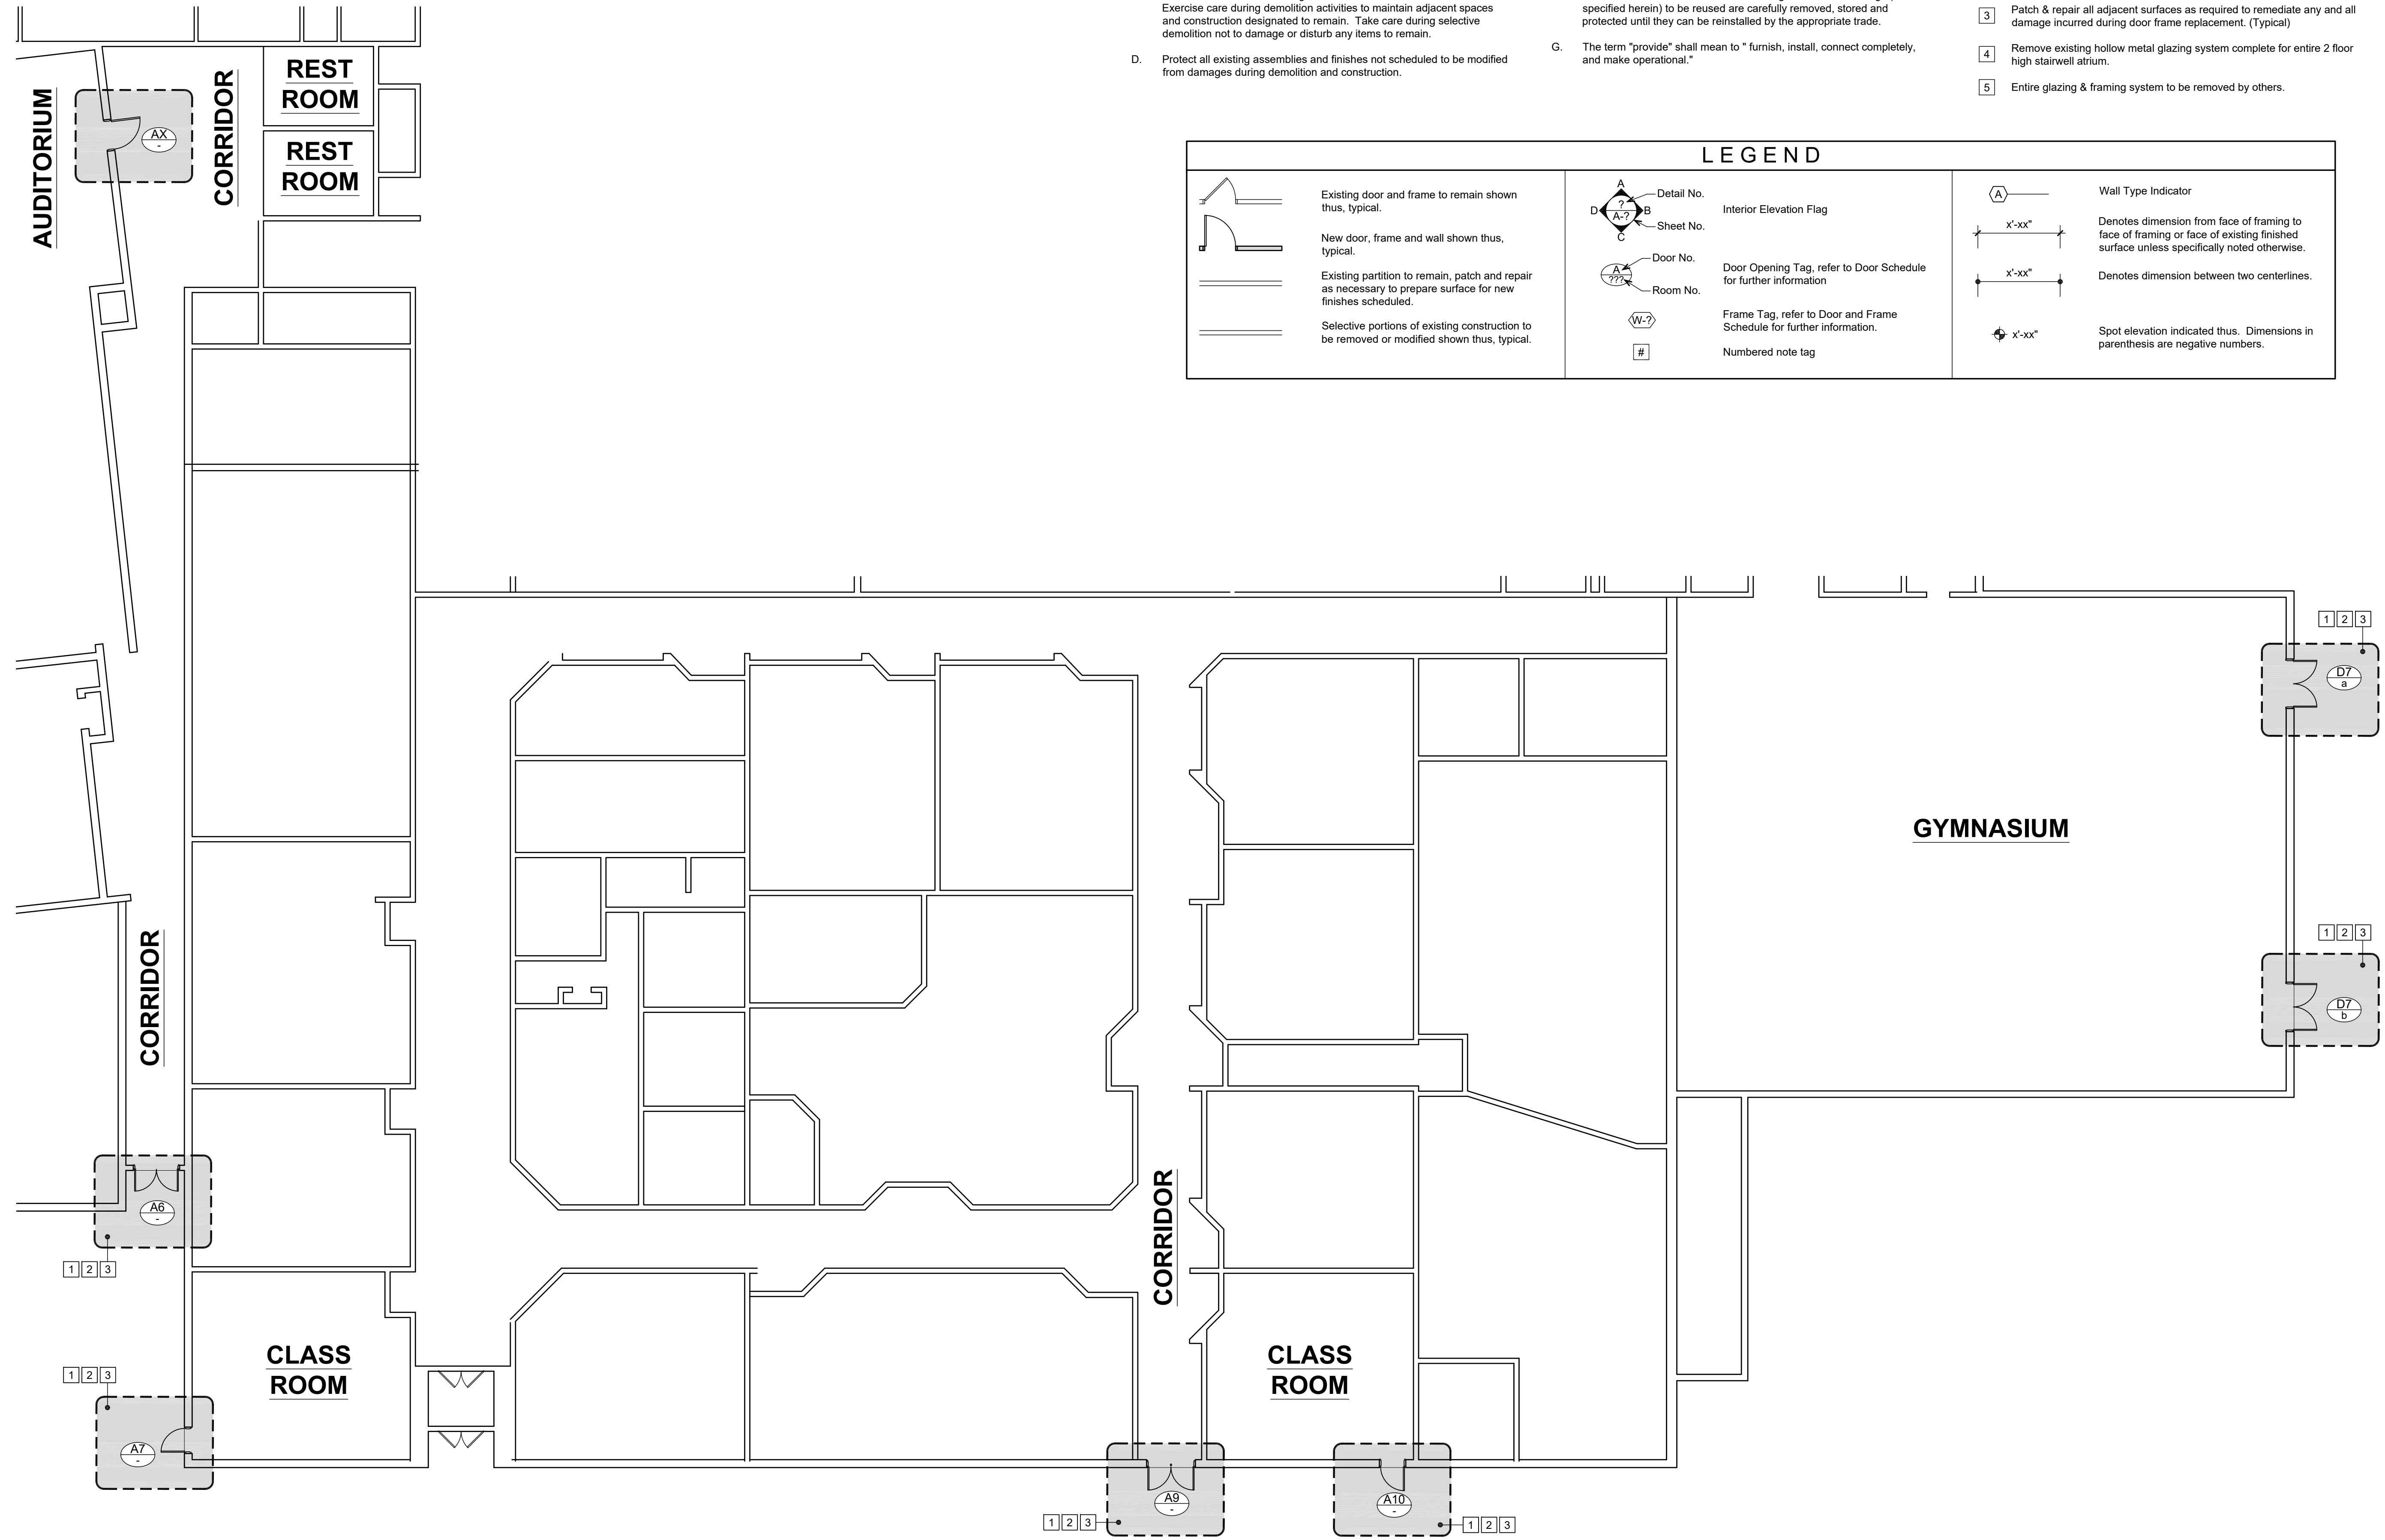 Exercise care during demolition activities to maintain adjacent spaces
and construction designated to remain. Take care during selective
demolition not to damage or disturb any items to remain.
D. Protect all existing assemblies and finishes not scheduled to be modified
from damages during demolition and construction.
specified herein) to be reused are carefully removed, stored and
protected until they can be reinstalled by the appropriate trade.
G. The term "provide" shall mean to " furnish, install, connect completely,
and make operational."
3 Patch & repair all adjacent surfaces as required to remediate any and all
damage incurred during door frame replacement. (Typical)
4 Remove existing hollow metal glazing system complete for entire 2 floor
high stairwell atrium.
5 Entire glazing & framing system to be removed by others.
LEGEND
Existing door and frame to remain shown
thus, typical.
New door, frame and wall shown thus,
typical.
Existing partition to remain, patch and repair
as necessary to prepare surface for new
finishes scheduled.
Selective portions of existing construction to
be removed or modified shown thus, typical.
A
D
B
C
?
A-?
Detail No.
Sheet No.
Interior Elevation Flag
A
???
Door No.
Room No.
Door Opening Tag, refer to Door Schedule
for further information
W-?
Frame Tag, refer to Door and Frame
Schedule for further information.
#
Numbered note tag
A
Wall Type Indicator
x'-xx"
Denotes dimension from face of framing to
face of framing or face of existing finished
surface unless specifically noted otherwise.
x'-xx"
Denotes dimension between two centerlines.
x'-xx"
Spot elevation indicated thus. Dimensions in
parenthesis are negative numbers.
AUDITORIUM
AX
-
CORRIDOR
REST
ROOM
REST
ROOM
1 2 3
D7
a
GYMNASIUM
1 2 3
D7
b
CORRIDOR
A6
-
1 2 3
CORRIDOR
CLASS
ROOM
CLASS
ROOM
1 2 3
A7
-
A9
-
1 2 3
A10
-
1 2 3